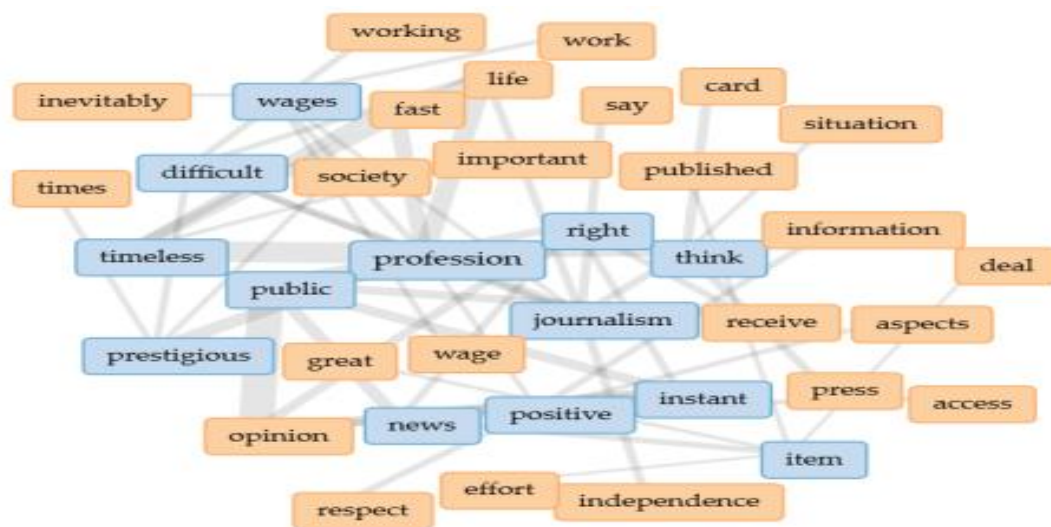 working
work
life
card
inevitably
wages
fast
say
situation
important
difficult
society
published
times
right
information
timeless
profession
think
deal
public
journalism
receive
aspects
prestigious
great
wage
press
access
instant
positive
news
opinion
item
effort
independence
respect